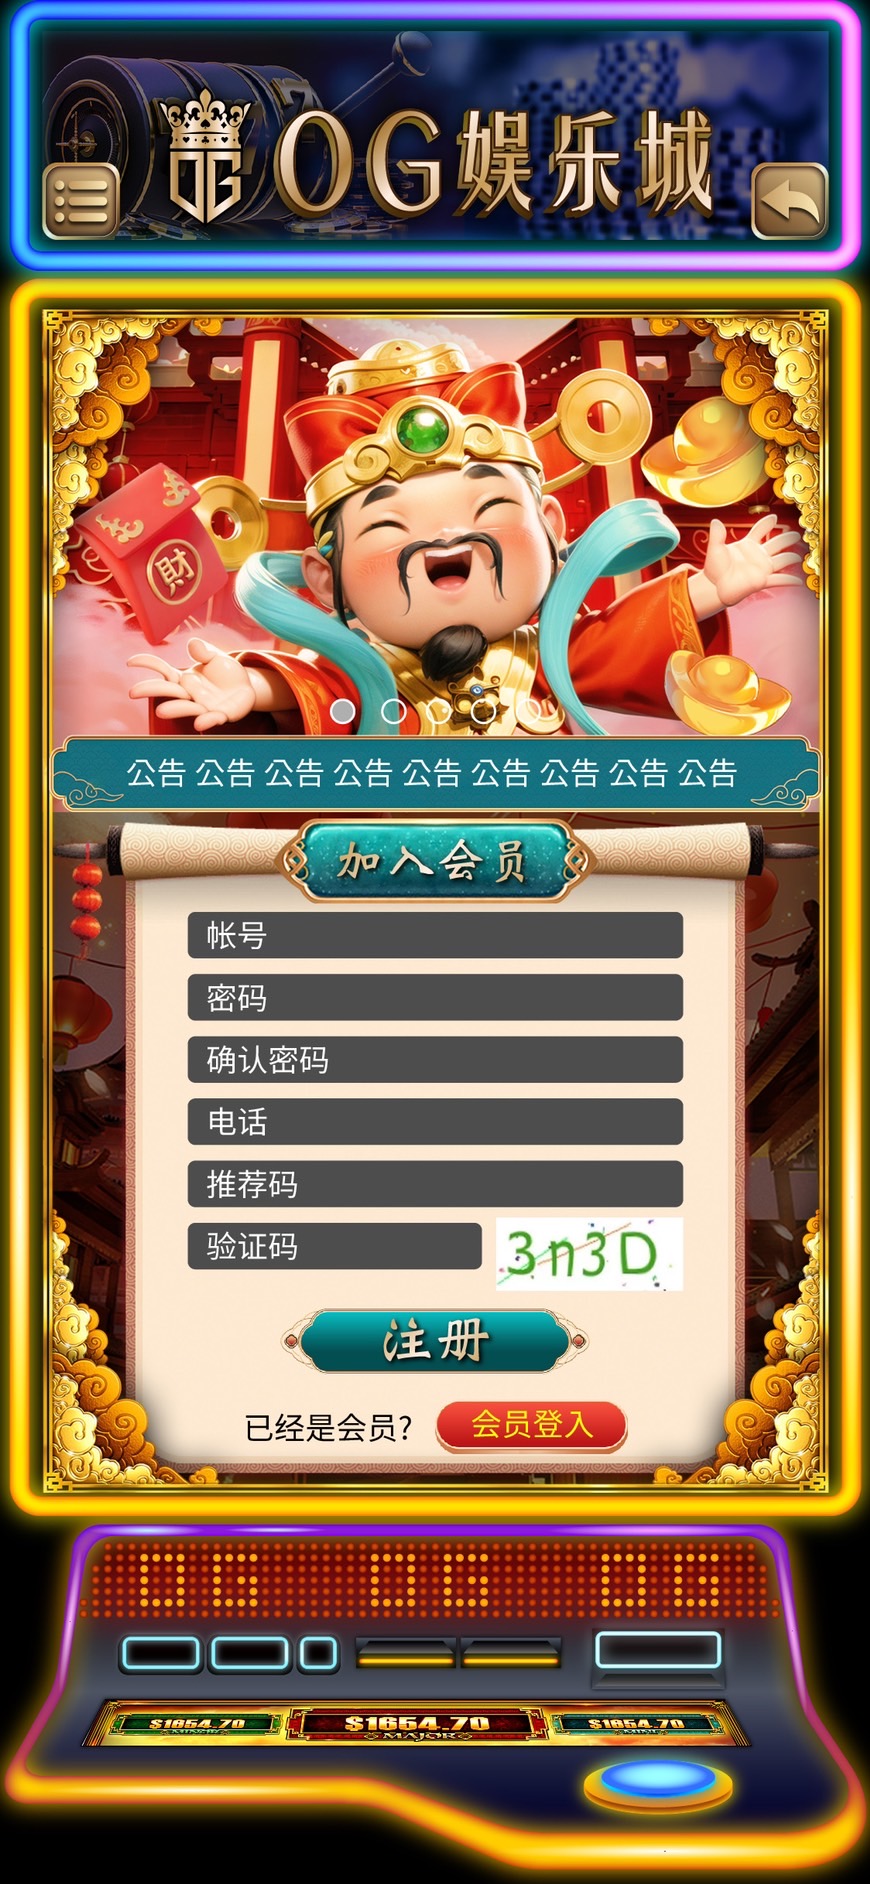 OG娱乐城
财
公告 公告 公告 公告 公告 公告 公告 公告 公告
加入会员
帐号
密码
确认密码
电话
推荐码
验证码
3n3D
注册
已经是会员?
会员登入
OG OG OG
$1654.70 $1654.70 $1654.70
MINOR MAJOR MINI